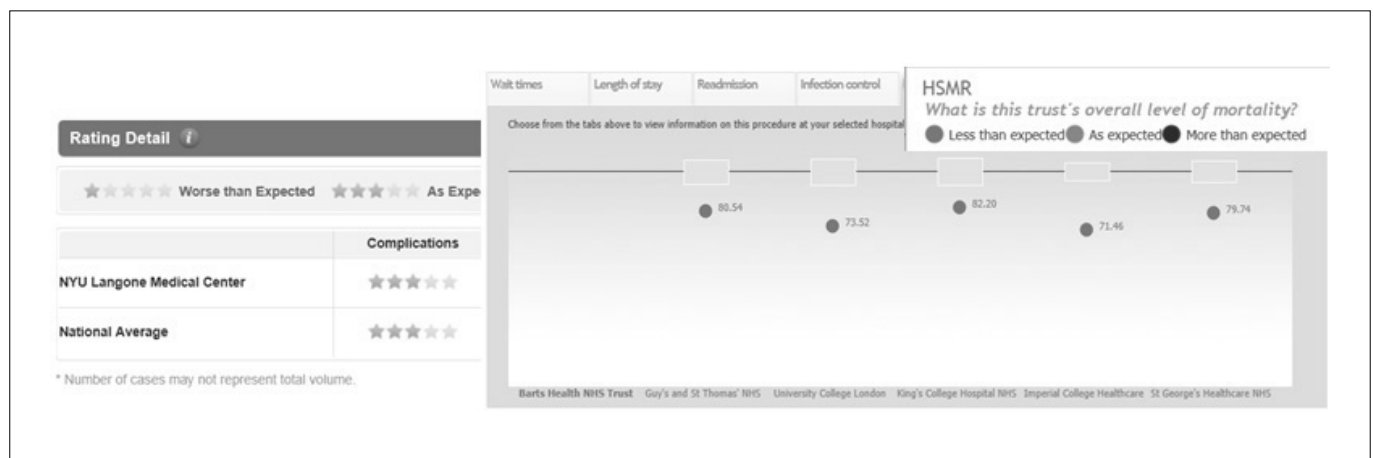 Rating Detail i
Worse than Expected As Expe
Complications
NYU Langone Medical Center
National Average
* Number of cases may not represent total volume.
Wait times Length of stay Readmission Infection control
Choose from the tabs above to view information on this procedure at your selected hospital
HSMR
What is this trust's overall level of mortality?
Less than expected As expected More than expected
80.54
73.52
82.20
71.46
79.74
Barts Health NHS Trust Guy's and St Thomas' NHS University College London King's College Hospital NHS Imperial College Healthcare St George's Healthcare NHS